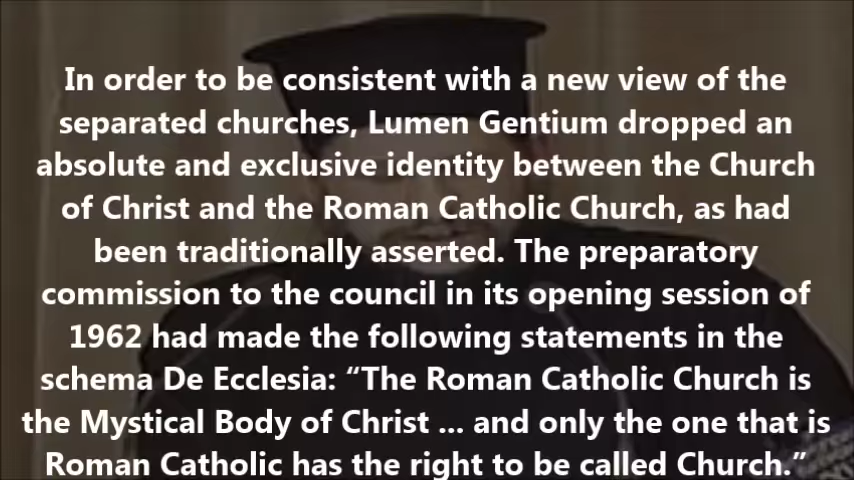 In order to be consistent with a new view of the
separated churches, Lumen Gentium dropped an
absolute and exclusive identity between the Church
of Christ and the Roman Catholic Church, as had
been traditionally asserted. The preparatory
commission to the council in its opening session of
1962 had made the following statements in the
schema De Ecclesia: “The Roman Catholic Church is
the Mystical Body of Christ ... and only the one that is
Roman Catholic has the right to be called Church.”